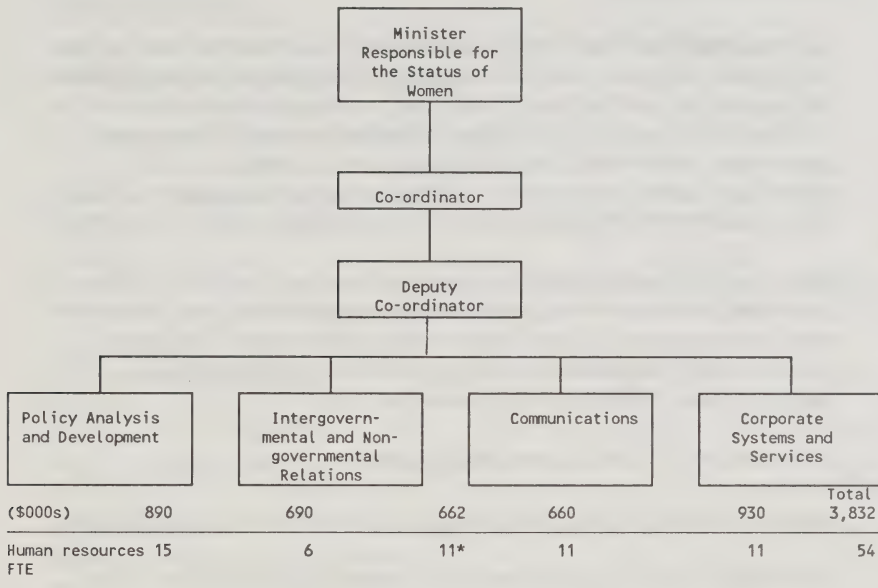 Minister
Responsible for
the Status of
Women
Co-ordinator
Deputy
Co-ordinator
Policy Analysis
and Development
Intergovern-
mental and Non-
governmental
Relations
Communications
Corporate
Systems and
Services
Total
($000s) 890 690 662 660 930 3,832
Human resources 15 6 11* 11 11 54
FTE